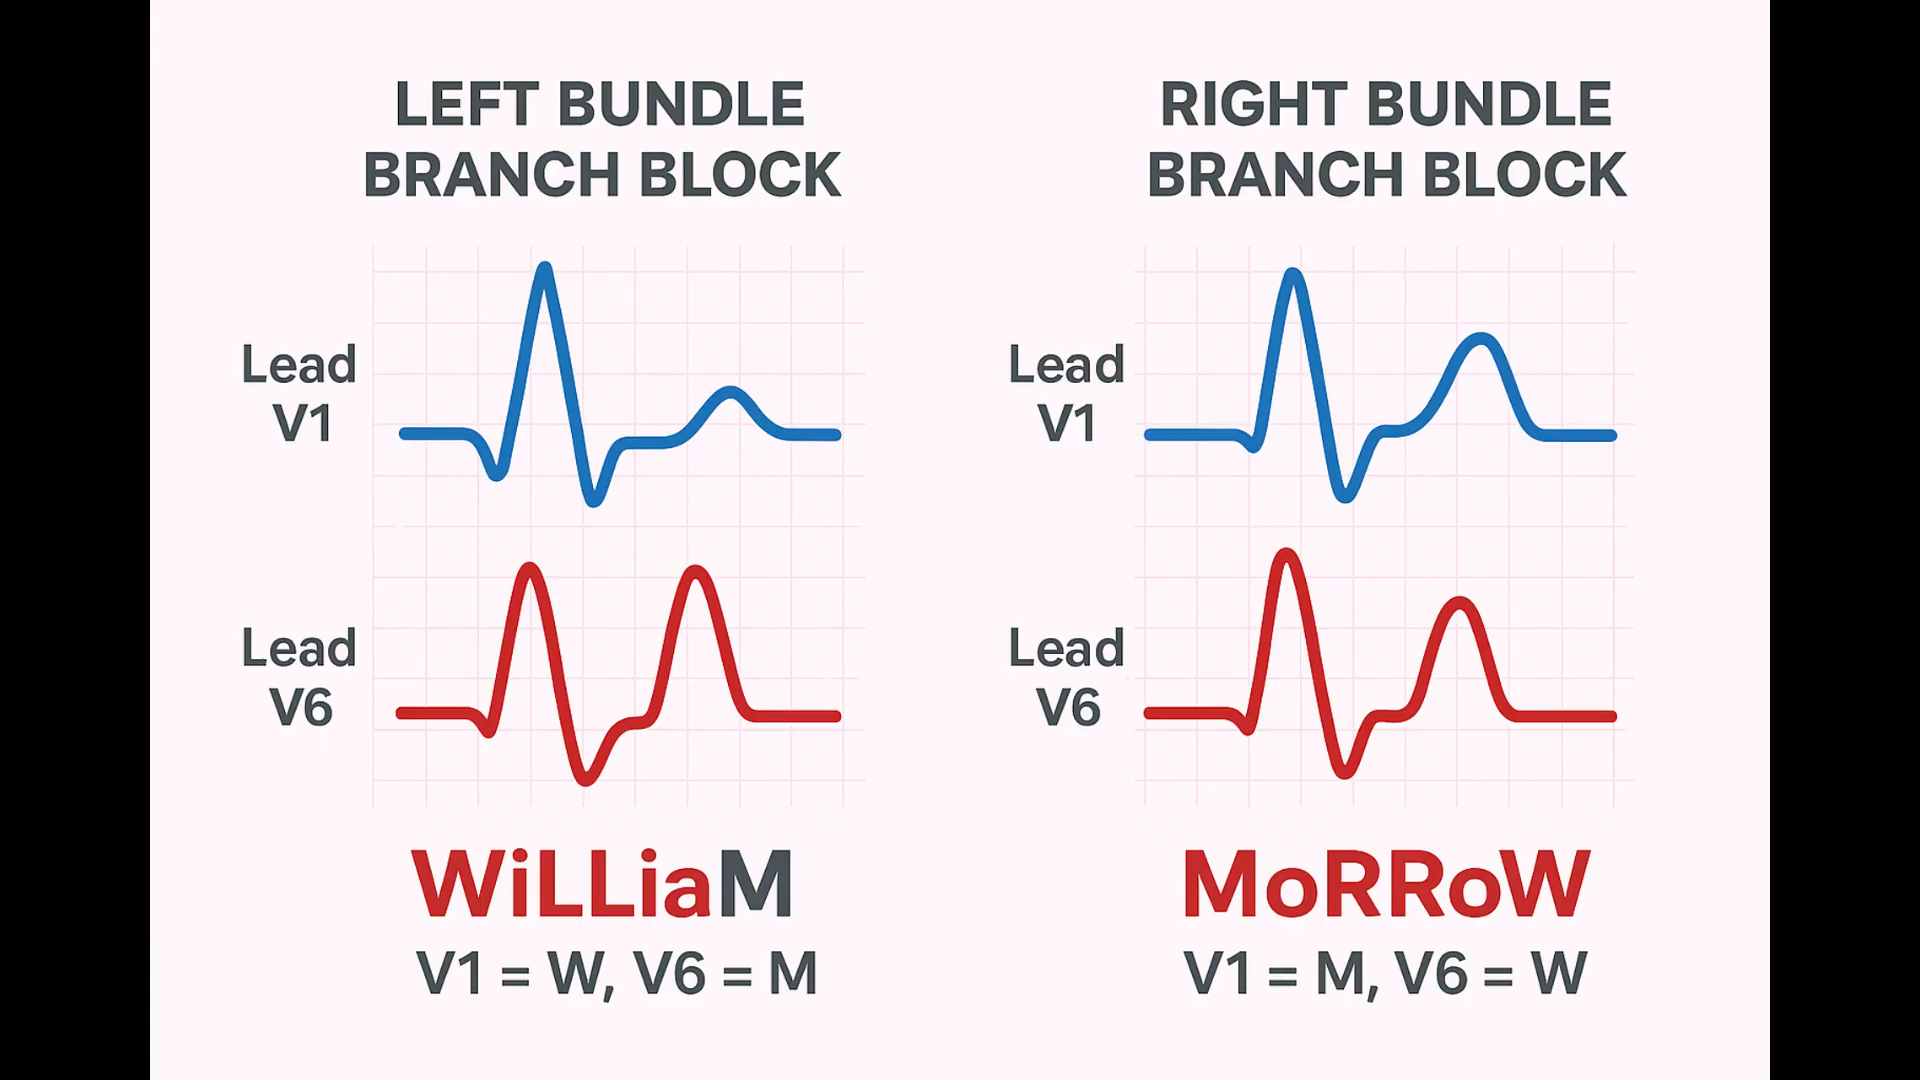 LEFT BUNDLE
BRANCH BLOCK
Lead
V1
Lead
V6
WiLLiaM
V1 = W, V6 = M
RIGHT BUNDLE
BRANCH BLOCK
Lead
V1
Lead
V6
MoRRoW
V1 = M, V6 = W